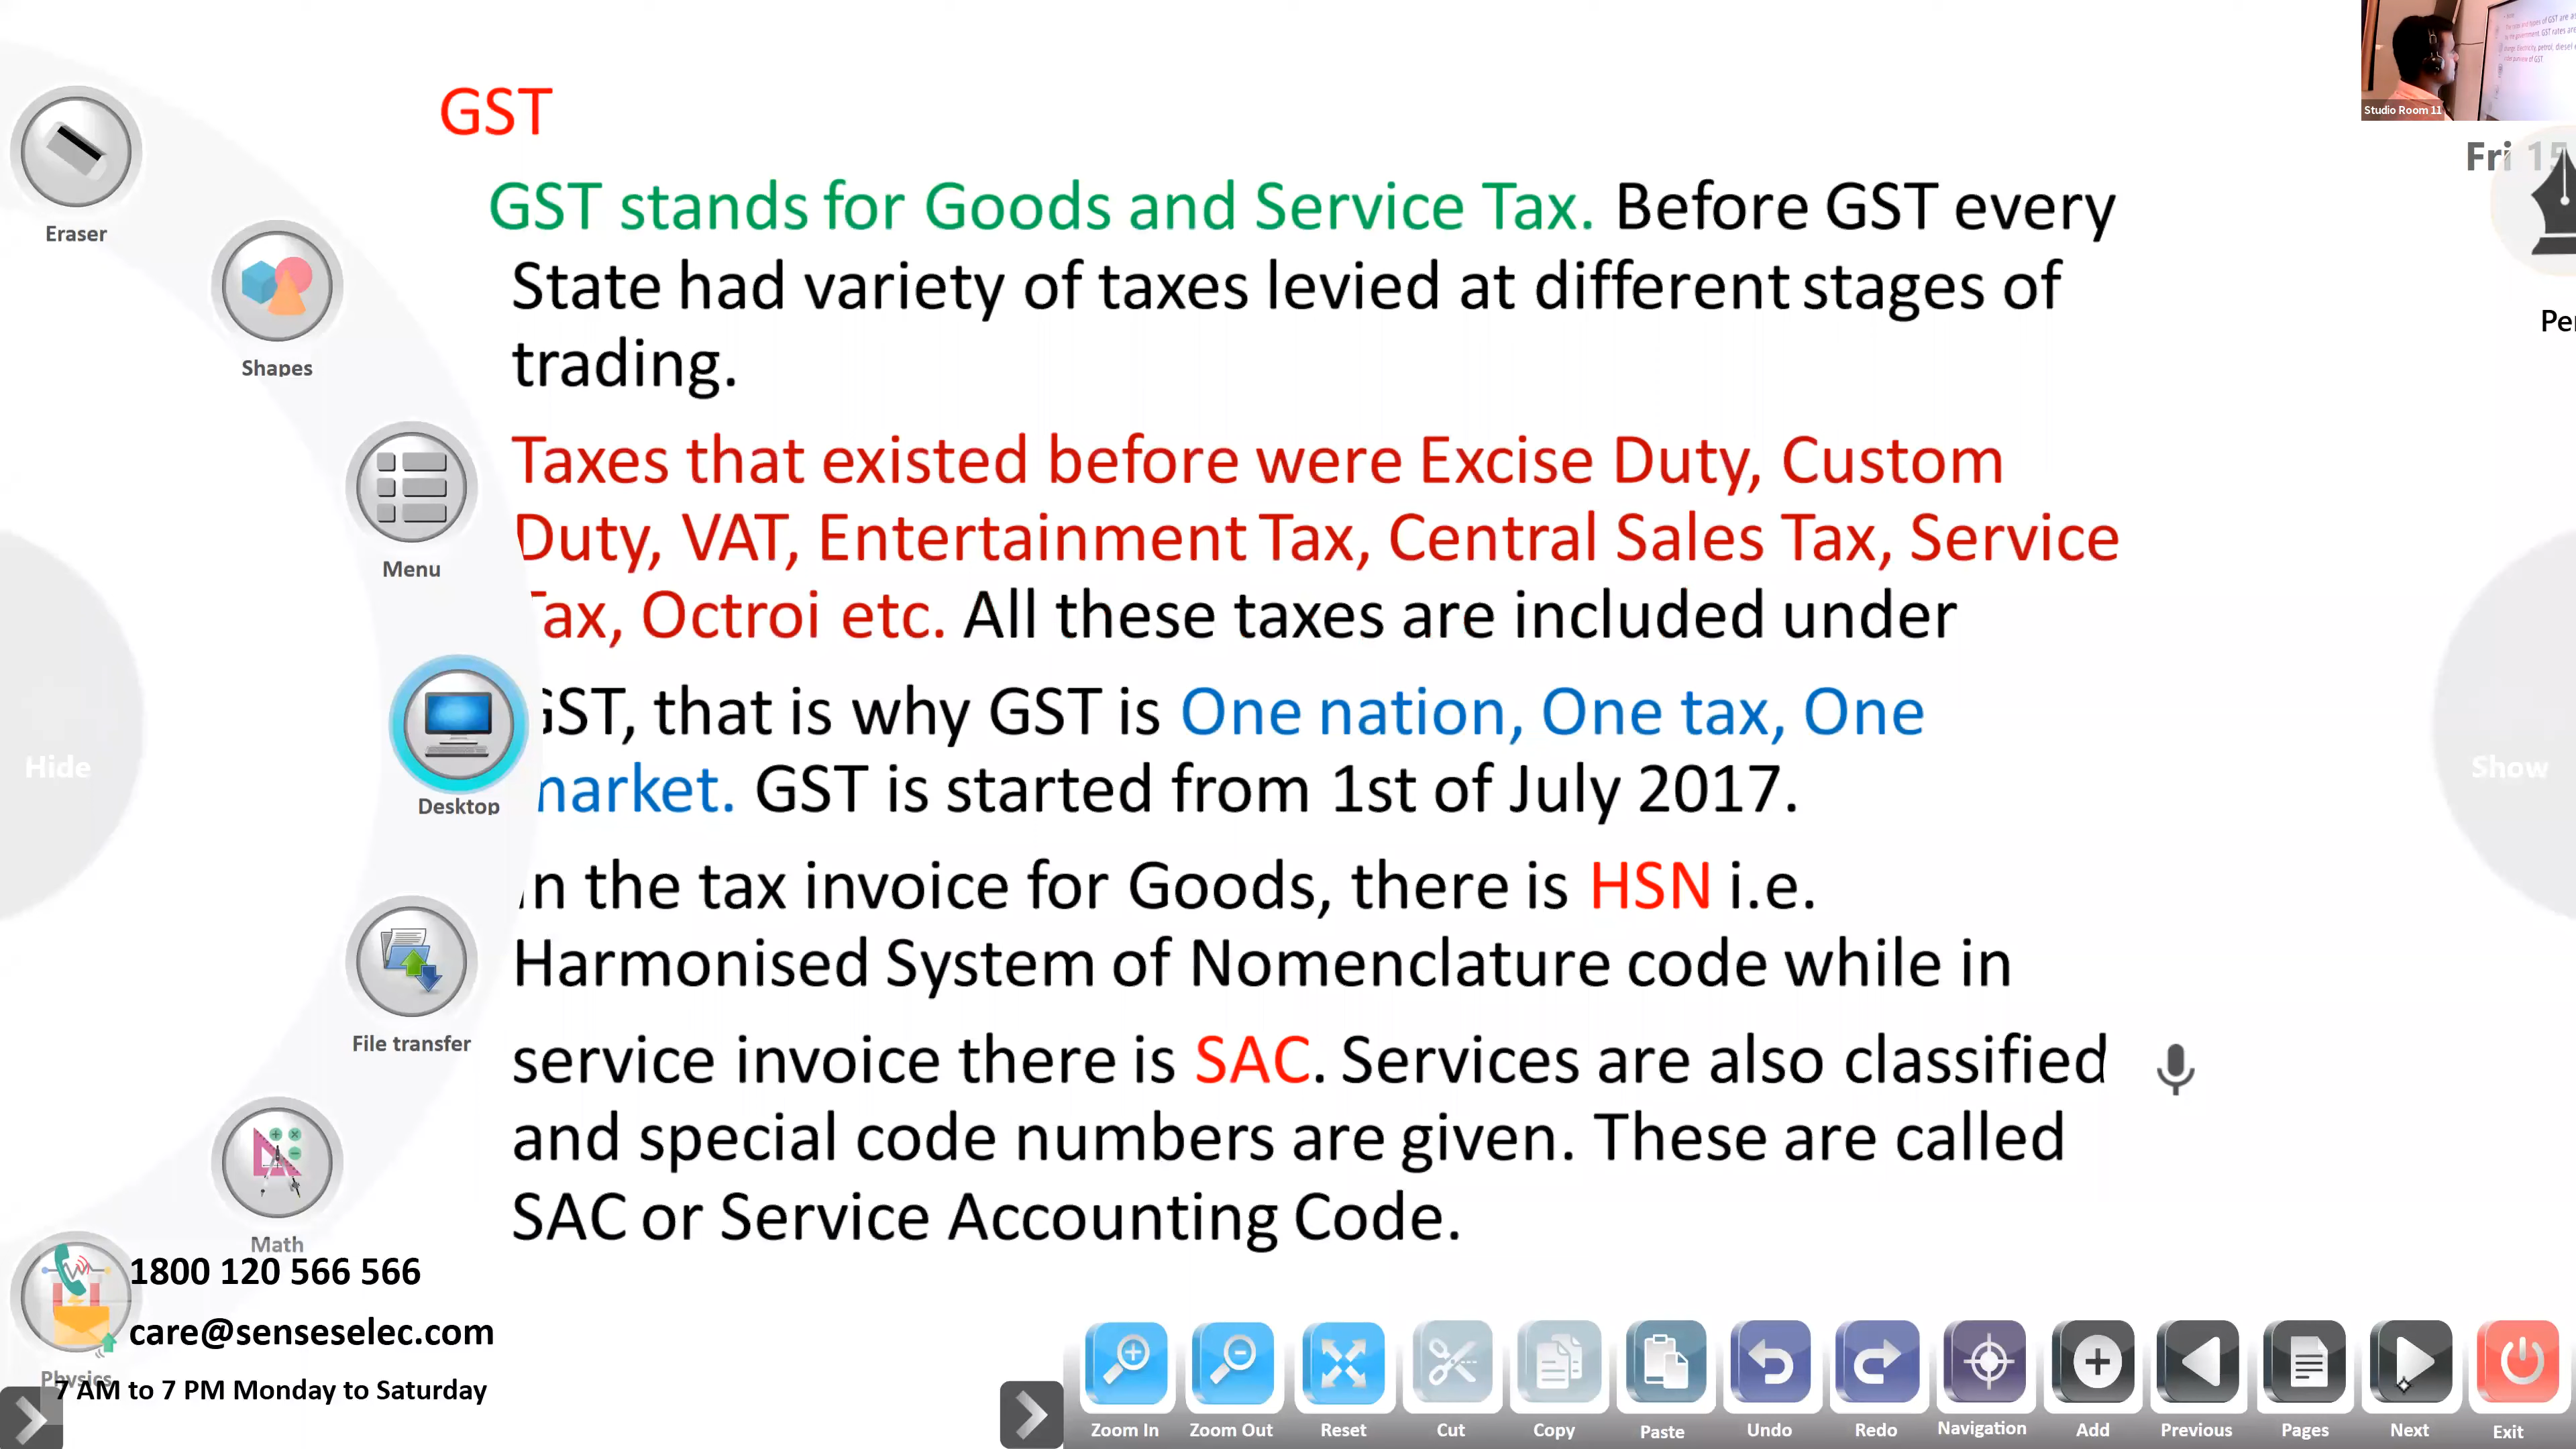 Studio Room 11
Fri 15
GST
GST stands for Goods and Service Tax. Before GST every
State had variety of taxes levied at different stages of
trading.
Taxes that existed before were Excise Duty, Custom
Duty, VAT, Entertainment Tax, Central Sales Tax, Service
Tax, Octroi etc. All these taxes are included under
GST, that is why GST is One nation, One tax, One
market. GST is started from 1st of July 2017.
In the tax invoice for Goods, there is HSN i.e.
Harmonised System of Nomenclature code while in
service invoice there is SAC. Services are also classified
and special code numbers are given. These are called
SAC or Service Accounting Code.
Eraser
Shapes
Menu
Desktop
File transfer
Math
Physics
Hide
Show
1800 120 566 566
care@senseselec.com
7 AM to 7 PM Monday to Saturday
Zoom In
Zoom Out
Reset
Cut
Copy
Paste
Undo
Redo
Navigation
Add
Previous
Pages
Next
Exit